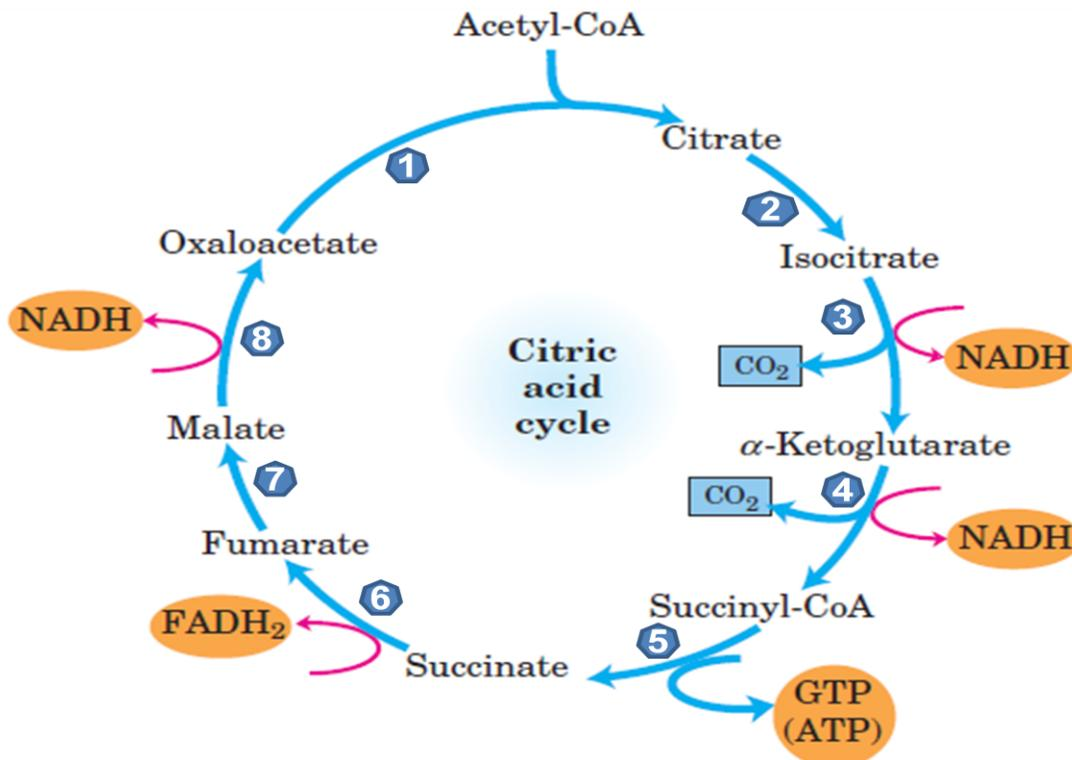 Acetyl-CoA
Citrate
1
2
Oxaloacetate
Isocitrate
NADH
8
3
CO₂
NADH
Citric
acid
cycle
Malate
α-Ketoglutarate
7
4
CO₂
NADH
Fumarate
6
FADH₂
Succinyl-CoA
5
Succinate
GTP
(ATP)